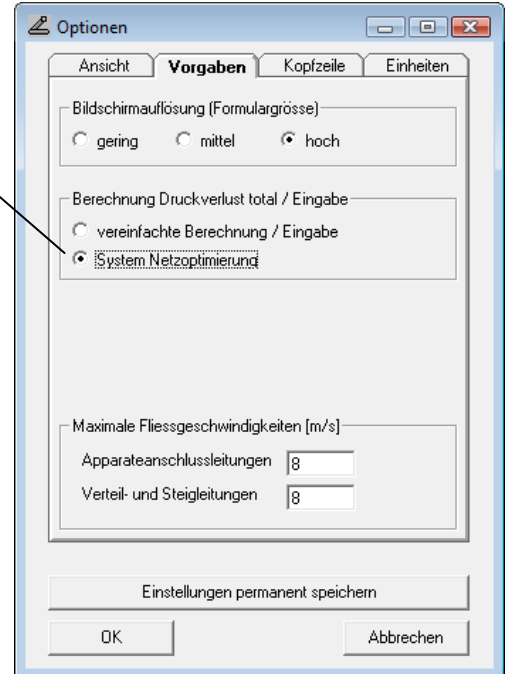 Optionen
Ansicht Vorgaben Kopfzeile Einheiten
Bildschirmauflösung (Formulargrösse)
gering mittel hoch
Berechnung Druckverlust total / Eingabe
vereinfachte Berechnung / Eingabe
System Netzoptimierung
Maximale Fliessgeschwindigkeiten [m/s]
Apparateanschlussleitungen 8
Verteil- und Steigleitungen 8
Einstellungen permanent speichern
OK Abbrechen